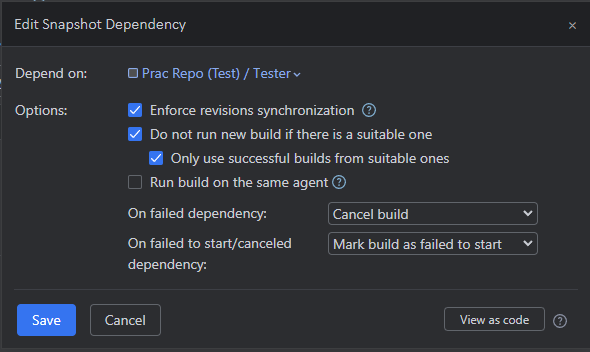 Edit Snapshot Dependency
×
Depend on: Prac Repo (Test) / Tester
Options: Enforce revisions synchronization ?
Do not run new build if there is a suitable one
Only use successful builds from suitable ones
Run build on the same agent ?
On failed dependency: Cancel build
On failed to start/canceled
dependency: Mark build as failed to start
Save Cancel View as code ?